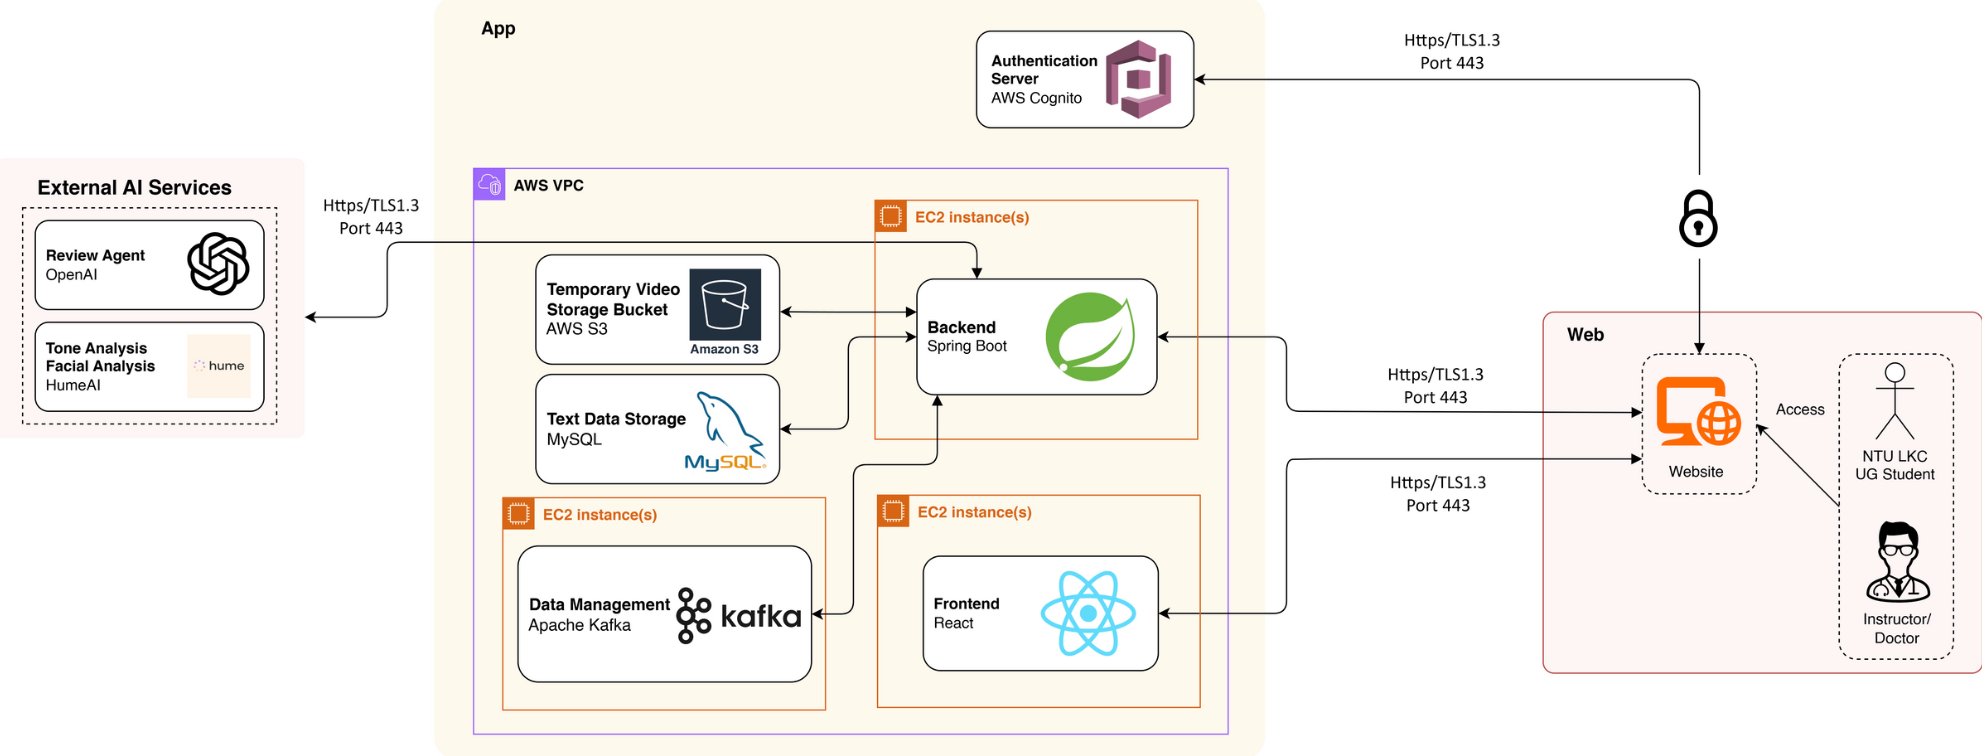 App
Authentication
Server
AWS Cognito
Https/TLS1.3
Port 443
External AI Services
Review Agent
OpenAI
Tone Analysis
Facial Analysis
HumeAI
hume
Https/TLS1.3
Port 443
AWS VPC
EC2 instance(s)
Temporary Video
Storage Bucket
AWS S3
Amazon S3
Backend
Spring Boot
Text Data Storage
MySQL
MySQL®
EC2 instance(s)
Data Management
Apache Kafka
kafka
EC2 instance(s)
Frontend
React
Https/TLS1.3
Port 443
Https/TLS1.3
Port 443
Web
Website
Access
NTU LKC
UG Student
Instructor/
Doctor